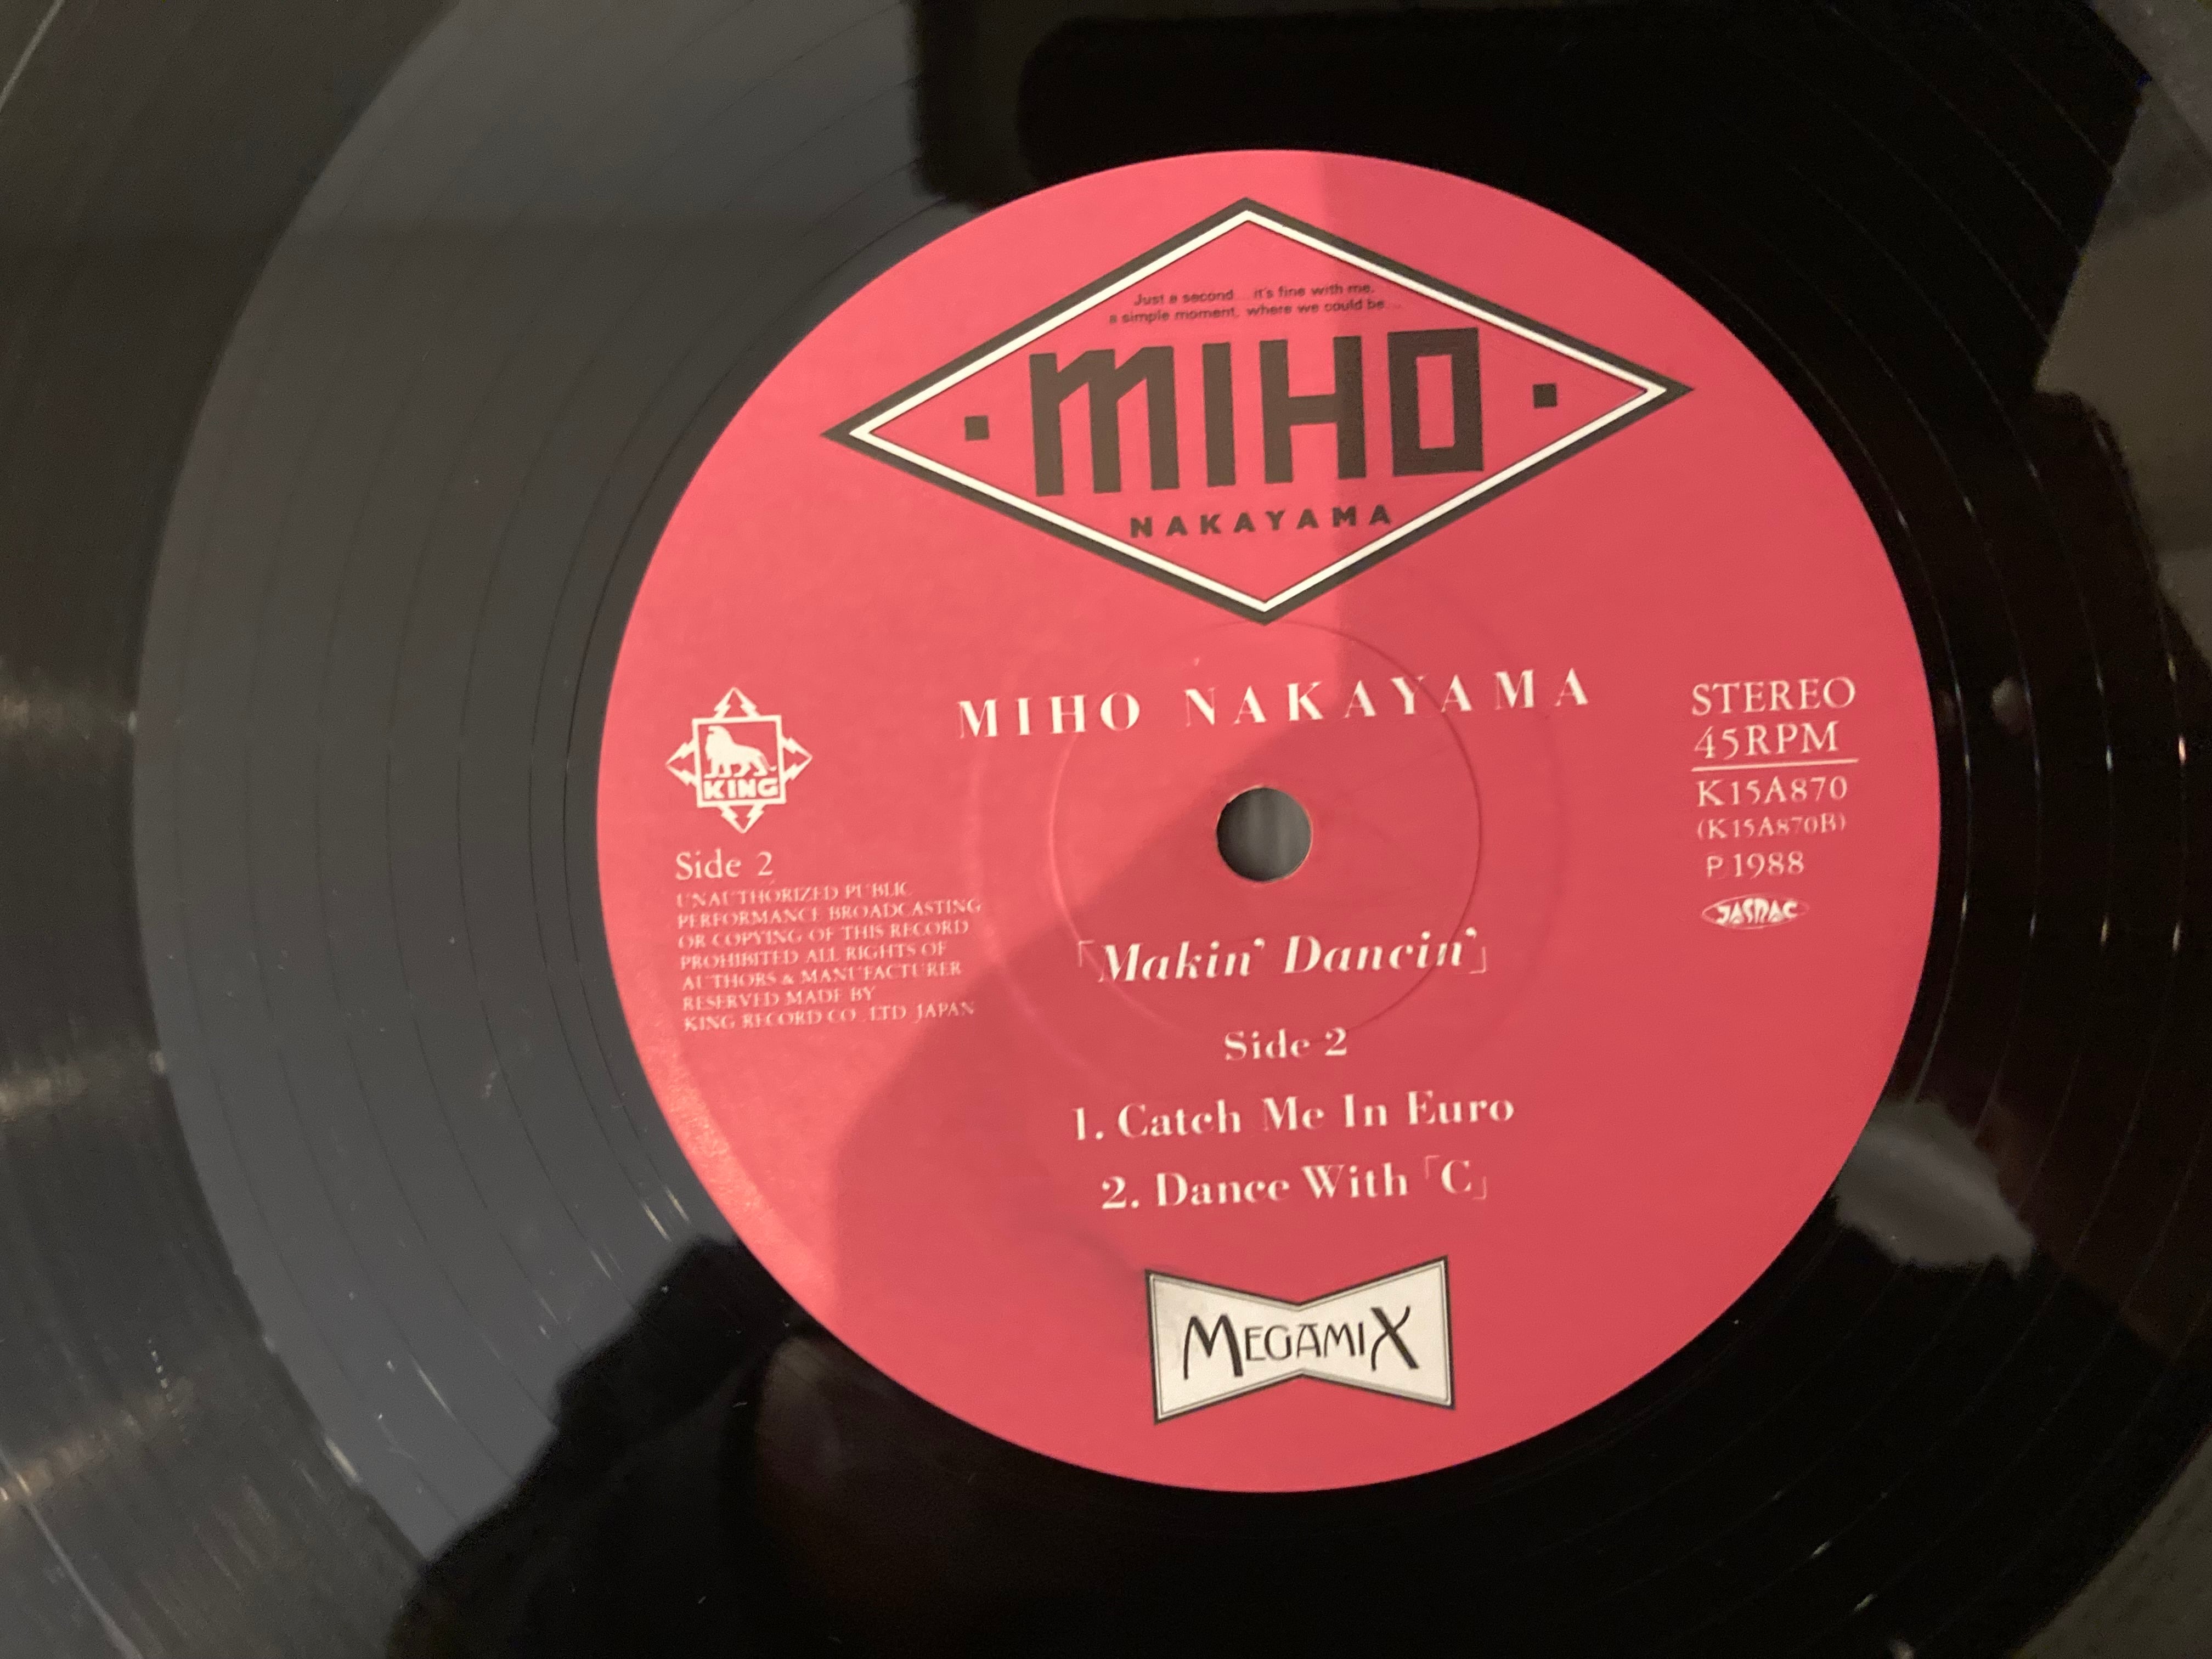 Just a second... it's fine with me.
a simple moment, where we could be...
MIHO
NAKAYAMA
MIHO NAKAYAMA
KING
Side 2
UNAUTHORIZED PUBLIC
PERFORMANCE BROADCASTING
OR COPYING OF THIS RECORD
PROHIBITED ALL RIGHTS OF
AUTHORS & MANUFACTURER
RESERVED MADE BY
KING RECORD CO., LTD. JAPAN
STEREO
45RPM
K15A870
(K15A870B)
P 1988
JASRAC
「Makin' Dancin'」
Side 2
1. Catch Me In Euro
2. Dance With「C」
MEGAMIX